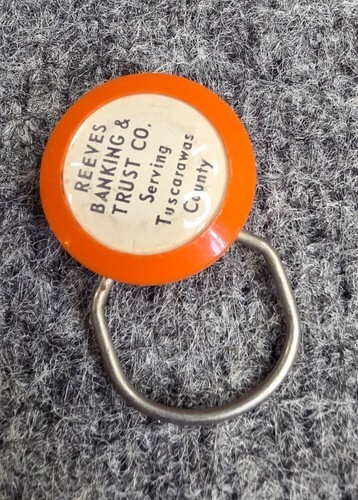 REEVES
BANKING &
TRUST CO.
Serving
Tuscarawas
County